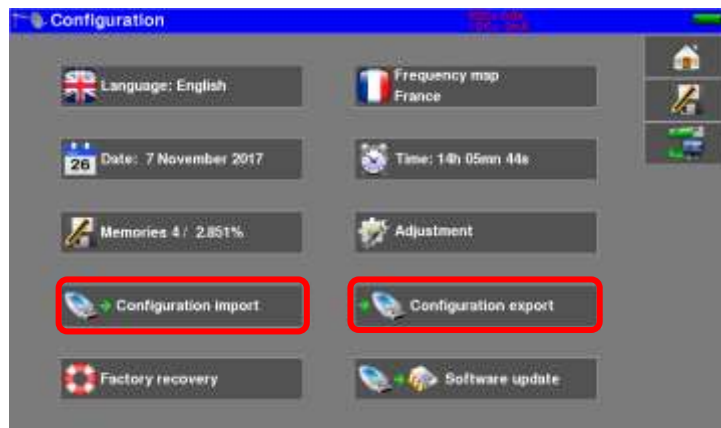 Configuration
Language: English
Frequency map
France
26
Date: 7 November 2017
Time: 14h 05mn 44s
Memories 4 / 2.851%
Adjustment
Configuration import
Configuration export
Factory recovery
Software update